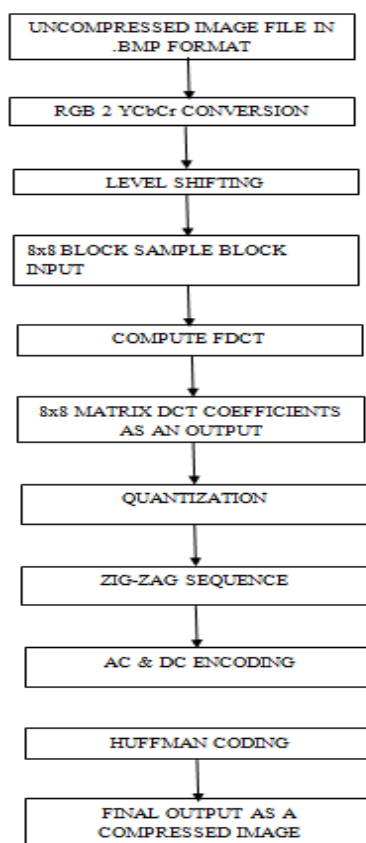 UNCOMPRESSED IMAGE FILE IN
.BMP FORMAT
RGB 2 YCbCr CONVERSION
LEVEL SHIFTING
8x8 BLOCK SAMPLE BLOCK
INPUT
COMPUTE FDCT
8x8 MATRIX DCT COEFFICIENTS
AS AN OUTPUT
QUANTIZATION
ZIG-ZAG SEQUENCE
AC & DC ENCODING
HUFFMAN CODING
FINAL OUTPUT AS A
COMPRESSED IMAGE